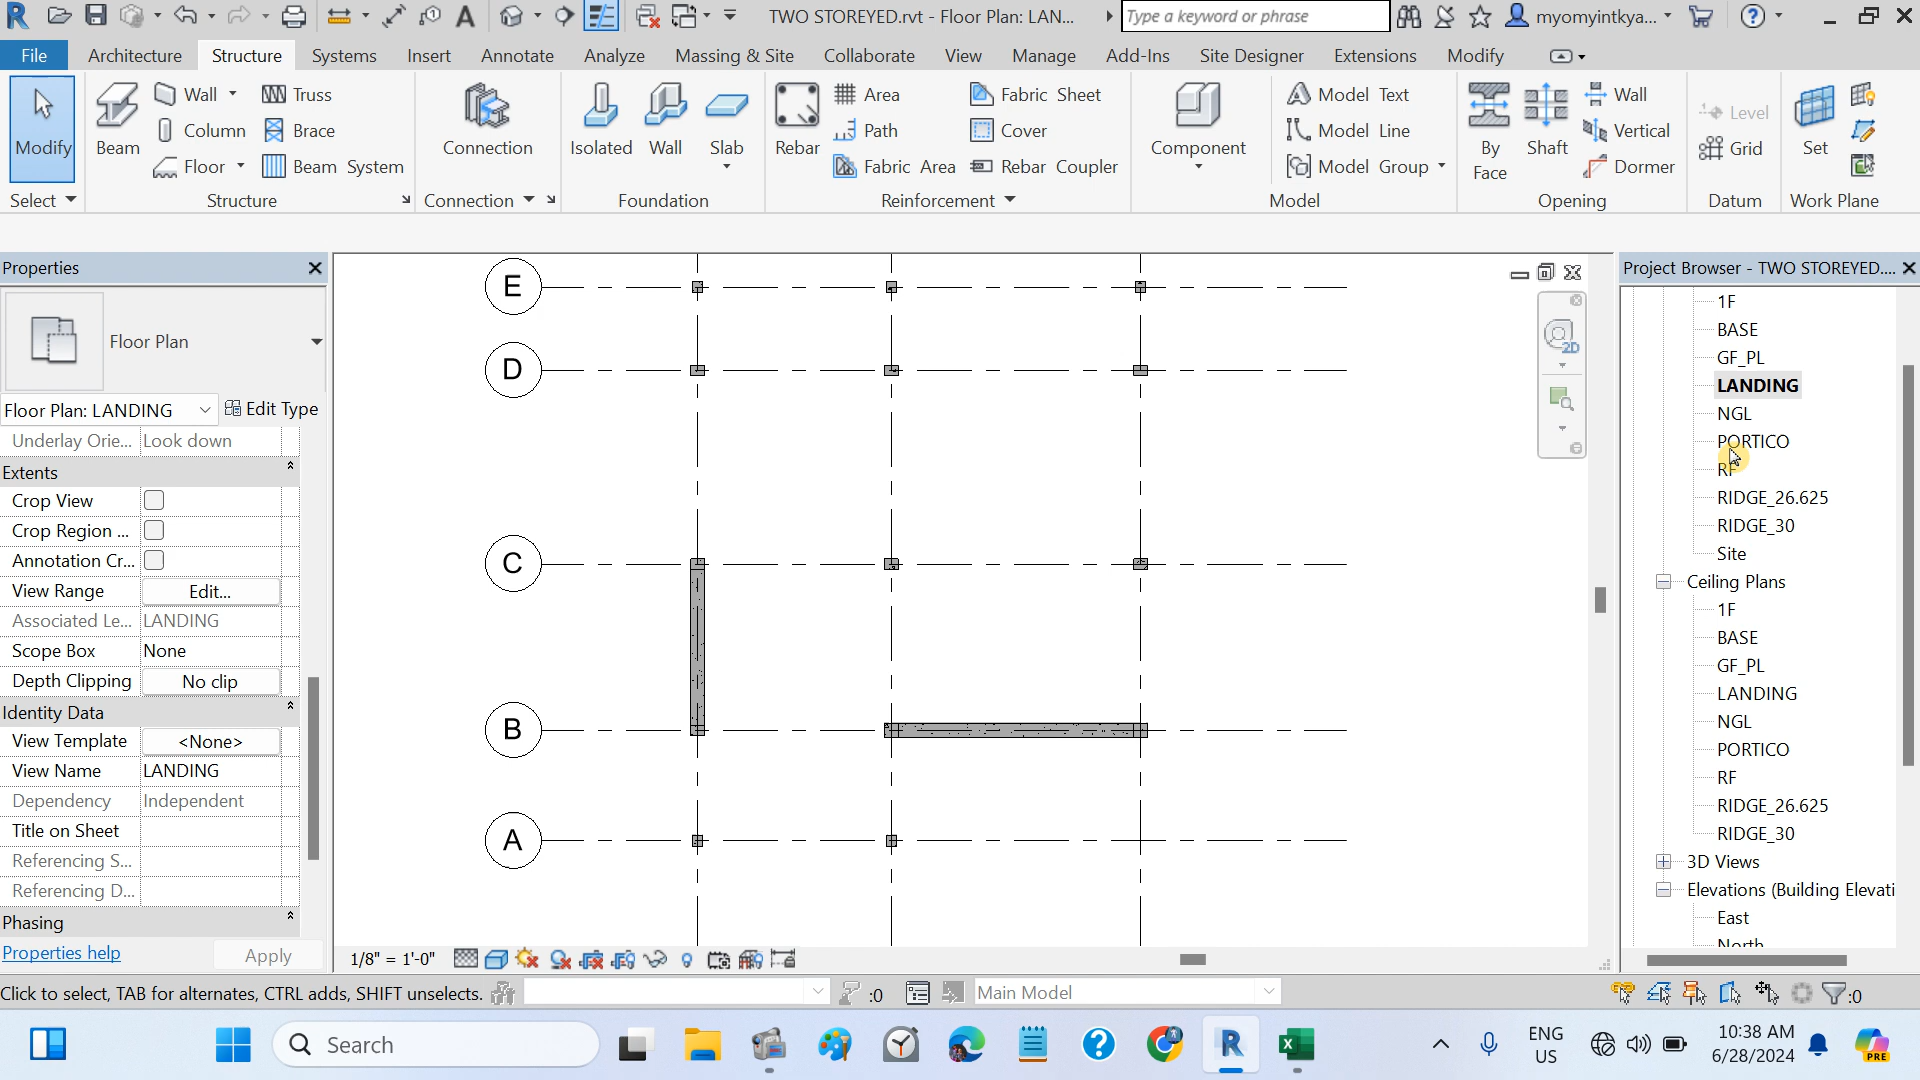 TWO STOREYED.rvt - Floor Plan: LAN...
Type a keyword or phrase
myomyintkya...
File Architecture Structure Systems Insert Annotate Analyze Massing & Site Collaborate View Manage Add-Ins Site Designer Extensions Modify
Modify
Select
Beam
Wall
Column
Floor
Truss
Brace
Beam System
Structure
Connection
Connection
Isolated
Wall
Slab
Foundation
Rebar
Area
Path
Fabric Area
Fabric Sheet
Cover
Rebar Coupler
Reinforcement
Component
Model Text
Model Line
Model Group
Model
By Face
Shaft
Wall
Vertical
Dormer
Opening
Level
Grid
Datum
Set
Work Plane
Properties
Floor Plan
Floor Plan: LANDING
Edit Type
Underlay Orie... Look down
Extents
Crop View
Crop Region ...
Annotation Cr...
View Range Edit...
Associated Le... LANDING
Scope Box None
Depth Clipping No clip
Identity Data
View Template <None>
View Name LANDING
Dependency Independent
Title on Sheet
Referencing S...
Referencing D...
Phasing
Properties help
Apply
E
D
C
B
A
2D
1/8" = 1'-0"
Project Browser - TWO STOREYED....
1F
BASE
GF_PL
LANDING
NGL
PORTICO
RF
RIDGE_26.625
RIDGE_30
Site
Ceiling Plans
1F
BASE
GF_PL
LANDING
NGL
PORTICO
RF
RIDGE_26.625
RIDGE_30
3D Views
Elevations (Building Elevati
East
North
Click to select, TAB for alternates, CTRL adds, SHIFT unselects.
:0
Main Model
:0
Search
ENG
US
10:38 AM
6/28/2024
PRE